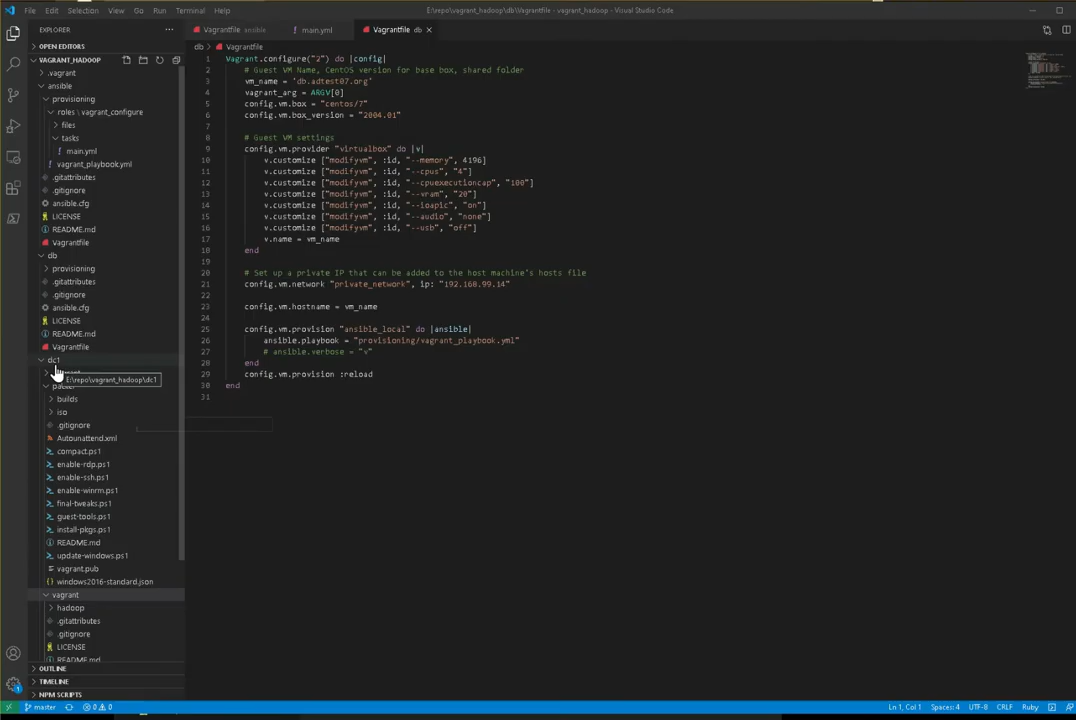 File Edit Selection View Go Run Terminal Help
E:\repo\vagrant_hadoop\db\Vagrantfile - vagrant_hadoop - Visual Studio Code
EXPLORER
Vagrantfile ansible
main.yml
Vagrantfile db
OPEN EDITORS
VAGRANT_HADOOP
.vagrant
ansible
provisioning
roles \ vagrant_configure
files
tasks
main.yml
vagrant_playbook.yml
.gitattributes
.gitignore
ansible.cfg
LICENSE
README.md
Vagrantfile
db
provisioning
.gitattributes
.gitignore
ansible.cfg
LICENSE
README.md
Vagrantfile
dc1
E:\repo\vagrant_hadoop\dc1
builds
iso
.gitignore
Autounattend.xml
compact.ps1
enable-rdp.ps1
enable-ssh.ps1
enable-winrm.ps1
final-tweaks.ps1
guest-tools.ps1
install-pkgs.ps1
README.md
update-windows.ps1
vagrant.pub
windows2016-standard.json
vagrant
hadoop
.gitattributes
.gitignore
LICENSE
README.md
OUTLINE
TIMELINE
NPM SCRIPTS
db > Vagrantfile
1 Vagrant.configure("2") do |config|
2 # Guest VM Name, CentOS version for base box, shared folder
3 vm_name = 'db.adtest07.org'
4 vagrant_arg = ARGV[0]
5 config.vm.box = "centos/7"
6 config.vm.box_version = "2004.01"
7
8 # Guest VM settings
9 config.vm.provider "virtualbox" do |v|
10 v.customize ["modifyvm", :id, "--memory", 4196]
11 v.customize ["modifyvm", :id, "--cpus", "4"]
12 v.customize ["modifyvm", :id, "--cpuexecutioncap", "100"]
13 v.customize ["modifyvm", :id, "--vram", "20"]
14 v.customize ["modifyvm", :id, "--ioapic", "on"]
15 v.customize ["modifyvm", :id, "--audio", "none"]
16 v.customize ["modifyvm", :id, "--usb", "off"]
17 v.name = vm_name
18 end
19
20 # Set up a private IP that can be added to the host machine's hosts file
21 config.vm.network "private_network", ip: "192.168.99.14"
22
23 config.vm.hostname = vm_name
24
25 config.vm.provision "ansible_local" do |ansible|
26 ansible.playbook = "provisioning/vagrant_playbook.yml"
27 # ansible.verbose = "v"
28 end
29 config.vm.provision :reload
30 end
31
master 0 0
Ln 1, Col 1 Spaces: 4 UTF-8 CRLF Ruby